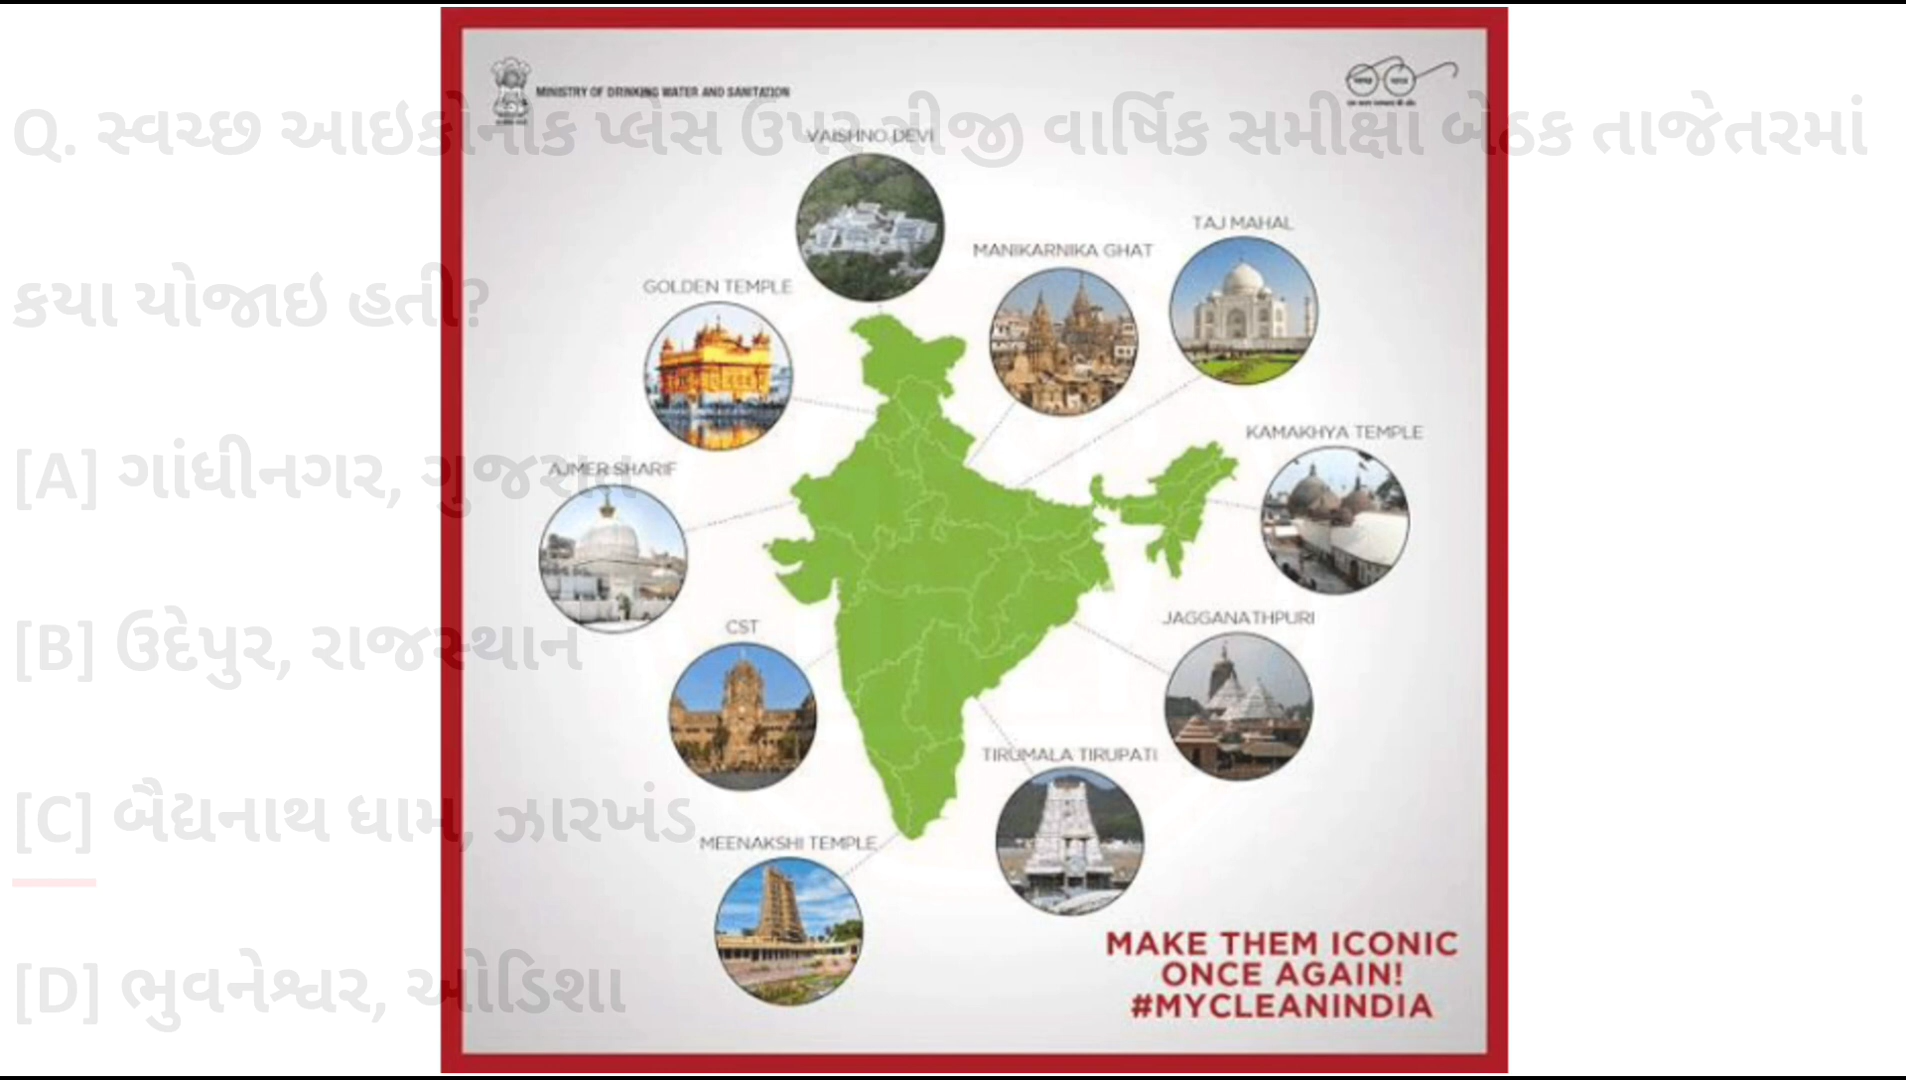 Q. સ્વચ્છ આઇકોનીક પ્લેસ ઉપર ત્રીજી વાર્ષિક સમીક્ષા બેઠક તાજેતરમાં
કયા યોજાઇ હતી?
[A] ગાંધીનગર, ગુજરાત
[B] ઉદેપુર, રાજસ્થાન
[C] બૈદ્યનાથ ધામ, ઝારખંડ
[D] ભુવનેશ્વર, ઓડિશા
MINISTRY OF DRINKING WATER AND SANITATION
VAISHNO DEVI
TAJ MAHAL
MANIKARNIKA GHAT
GOLDEN TEMPLE
KAMAKHYA TEMPLE
AJMER SHARIF
JAGGANATHPURI
CST
TIRUMALA TIRUPATI
MEENAKSHI TEMPLE
MAKE THEM ICONIC
ONCE AGAIN!
#MYCLEANINDIA